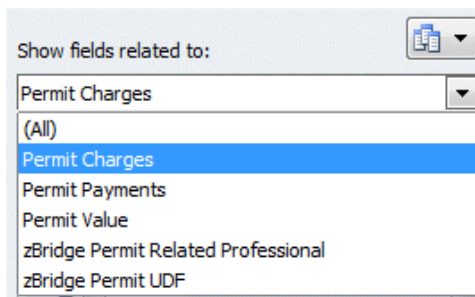 Show fields related to:
Permit Charges
(All)
Permit Charges
Permit Payments
Permit Value
zBridge Permit Related Professional
zBridge Permit UDF